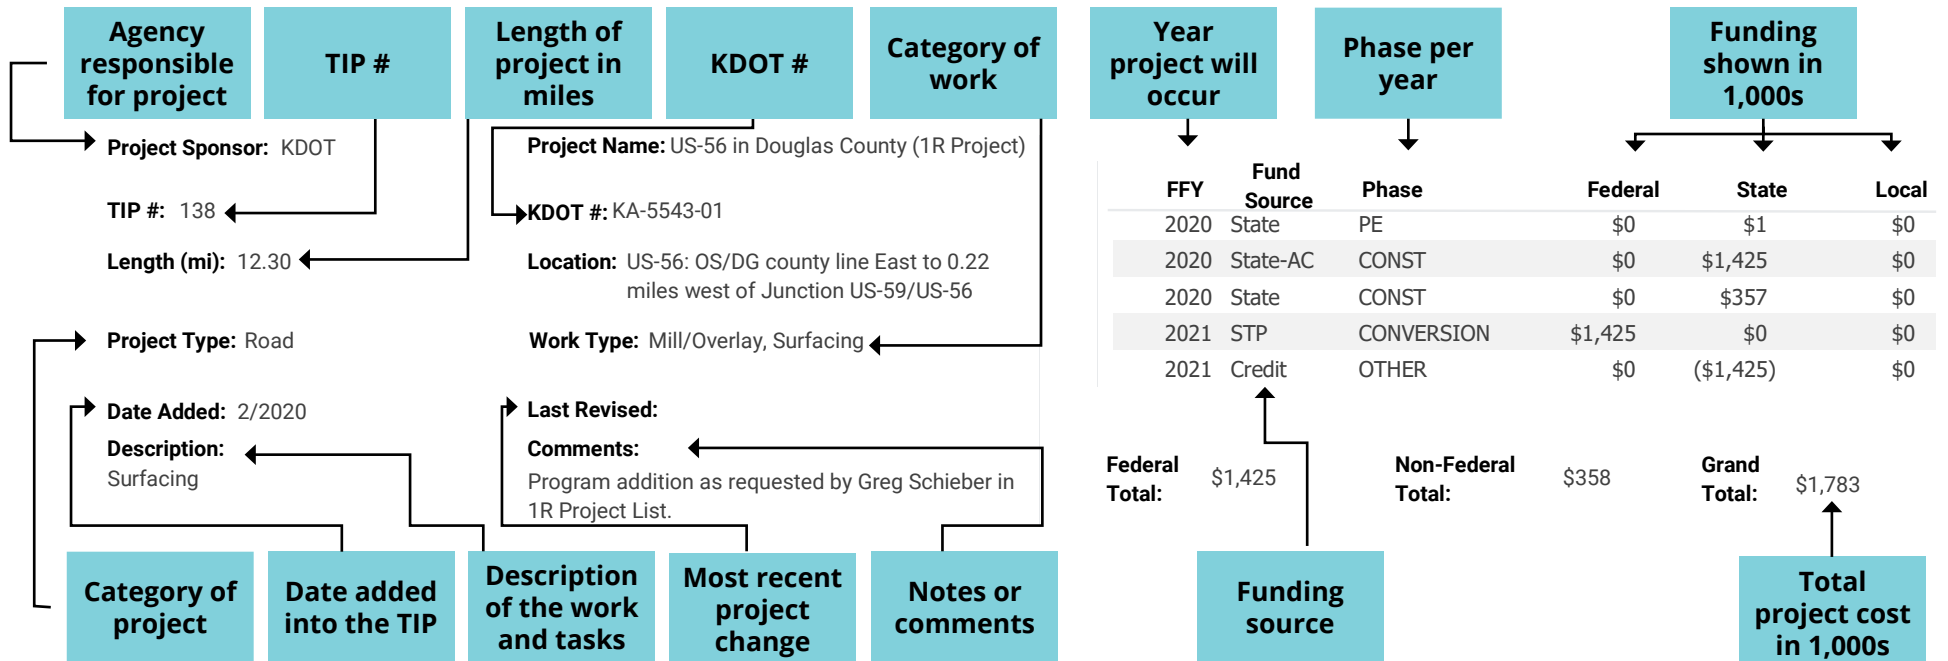 Agency
responsible
for project
TIP #
Length of
project in
miles
KDOT #
Category of
work
Year
project will
occur
Phase per
year
Funding
shown in
1,000s
Project Sponsor: KDOT
Project Name: US-56 in Douglas County (1R Project)
TIP #: 138
KDOT #: KA-5543-01
Length (mi): 12.30
Location: US-56: OS/DG county line East to 0.22
miles west of Junction US-59/US-56
Project Type: Road
Work Type: Mill/Overlay, Surfacing
Date Added: 2/2020
Last Revised:
Description:
Surfacing
Comments:
Program addition as requested by Greg Schieber in
1R Project List.
FFY Fund Source Phase Federal State Local
2020 State PE $0 $1 $0
2020 State-AC CONST $0 $1,425 $0
2020 State CONST $0 $357 $0
2021 STP CONVERSION $1,425 $0 $0
2021 Credit OTHER $0 ($1,425) $0
Federal
Total: $1,425
Non-Federal
Total: $358
Grand
Total: $1,783
Category of
project
Date added
into the TIP
Description
of the work
and tasks
Most recent
project
change
Notes or
comments
Funding
source
Total
project cost
in 1,000s